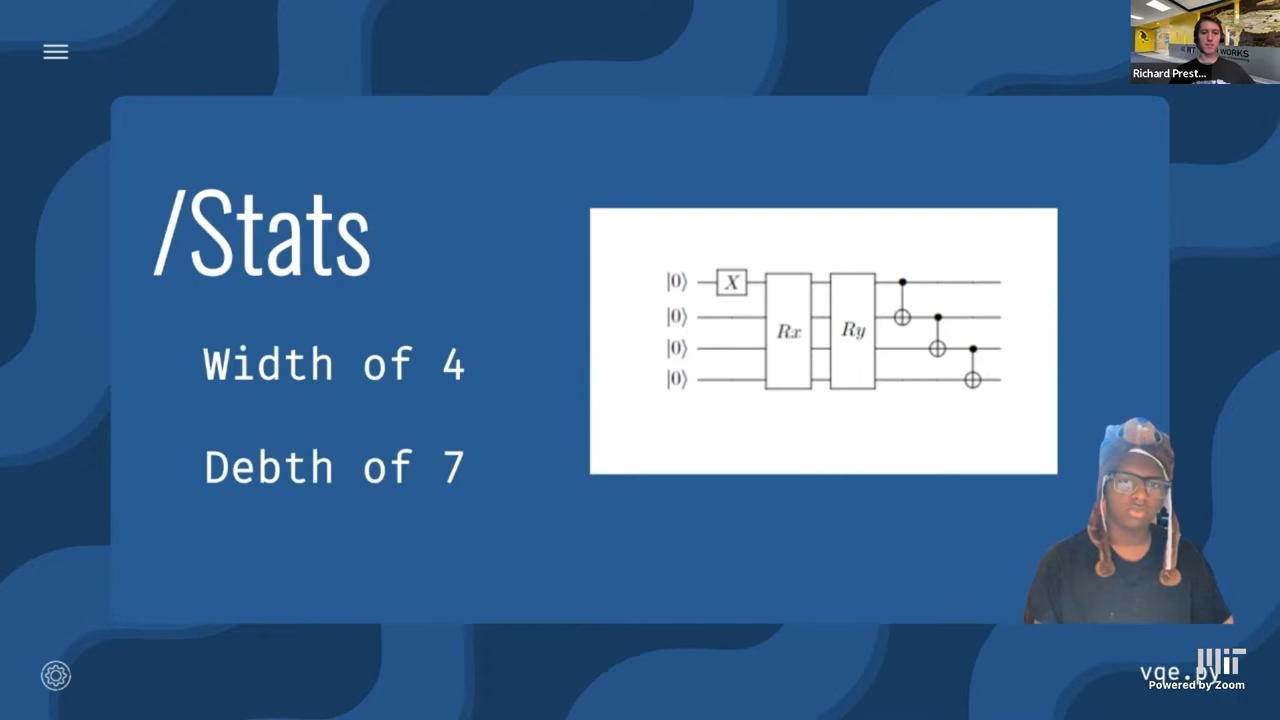 /Stats
Width of 4
Debth of 7
|0⟩ X Rx Ry
|0⟩
|0⟩
|0⟩
Richard Prest...
vqe.py
MIT
Powered by Zoom